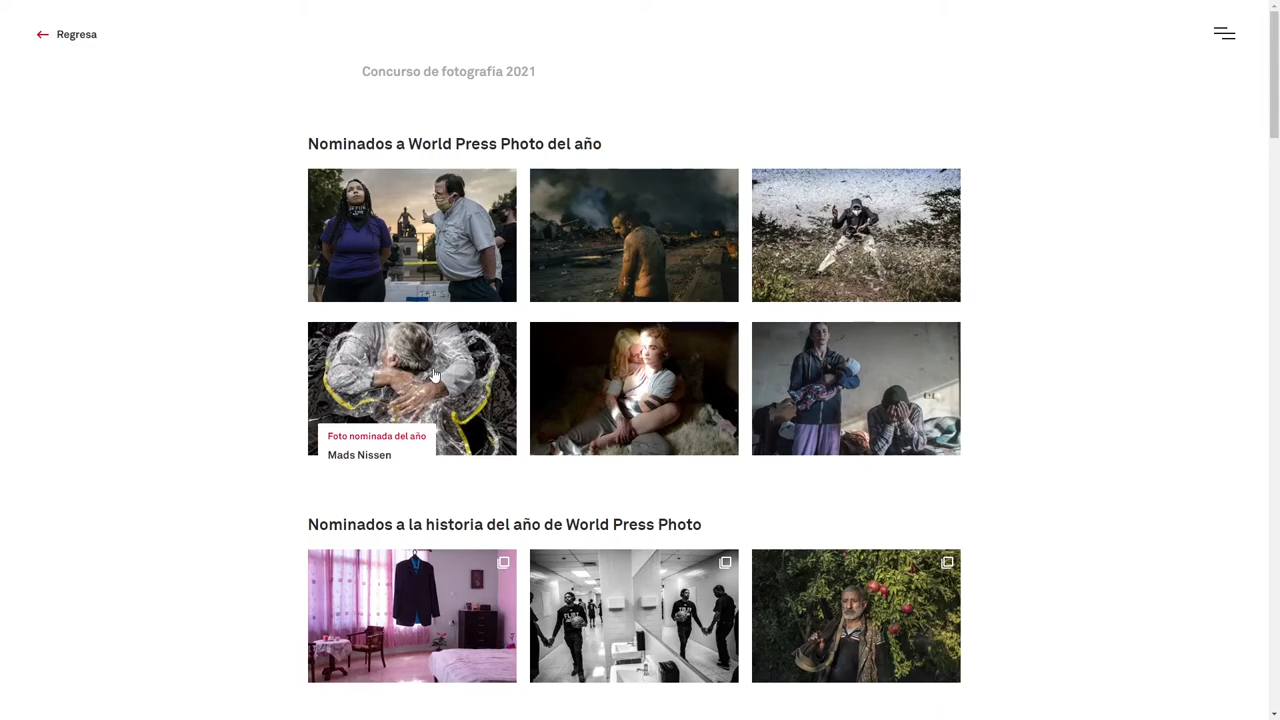 Regresa
Concurso de fotografía 2021
Nominados a World Press Photo del año
Foto nominada del año
Mads Nissen
Nominados a la historia del año de World Press Photo